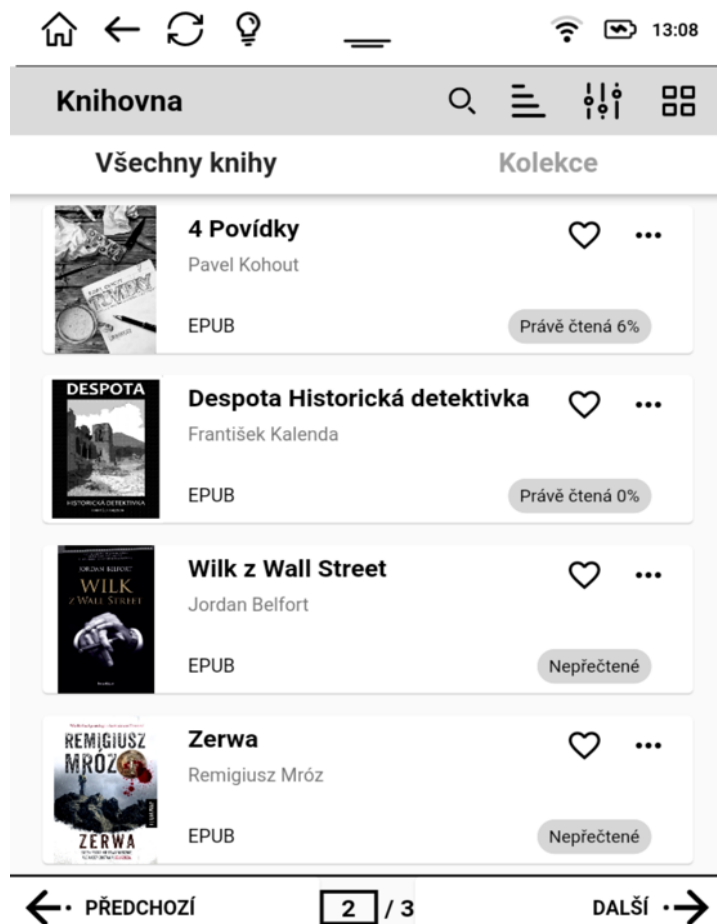 13:08
Knihovna
Všechny knihy
Kolekce
4 Povídky
Pavel Kohout
EPUB
Právě čtená 6%
DESPOTA
HISTORICKÁ DETEKTIVKA
Despota Historická detektivka
František Kalenda
EPUB
Právě čtená 0%
JORDAN BELFORT
WILK
Z WALL STREET
Wilk z Wall Street
Jordan Belfort
EPUB
Nepřečtené
REMIGIUSZ
MRÓZ
ZERWA
Zerwa
Remigiusz Mróz
EPUB
Nepřečtené
PŘEDCHOZÍ
2 / 3
DALŠÍ